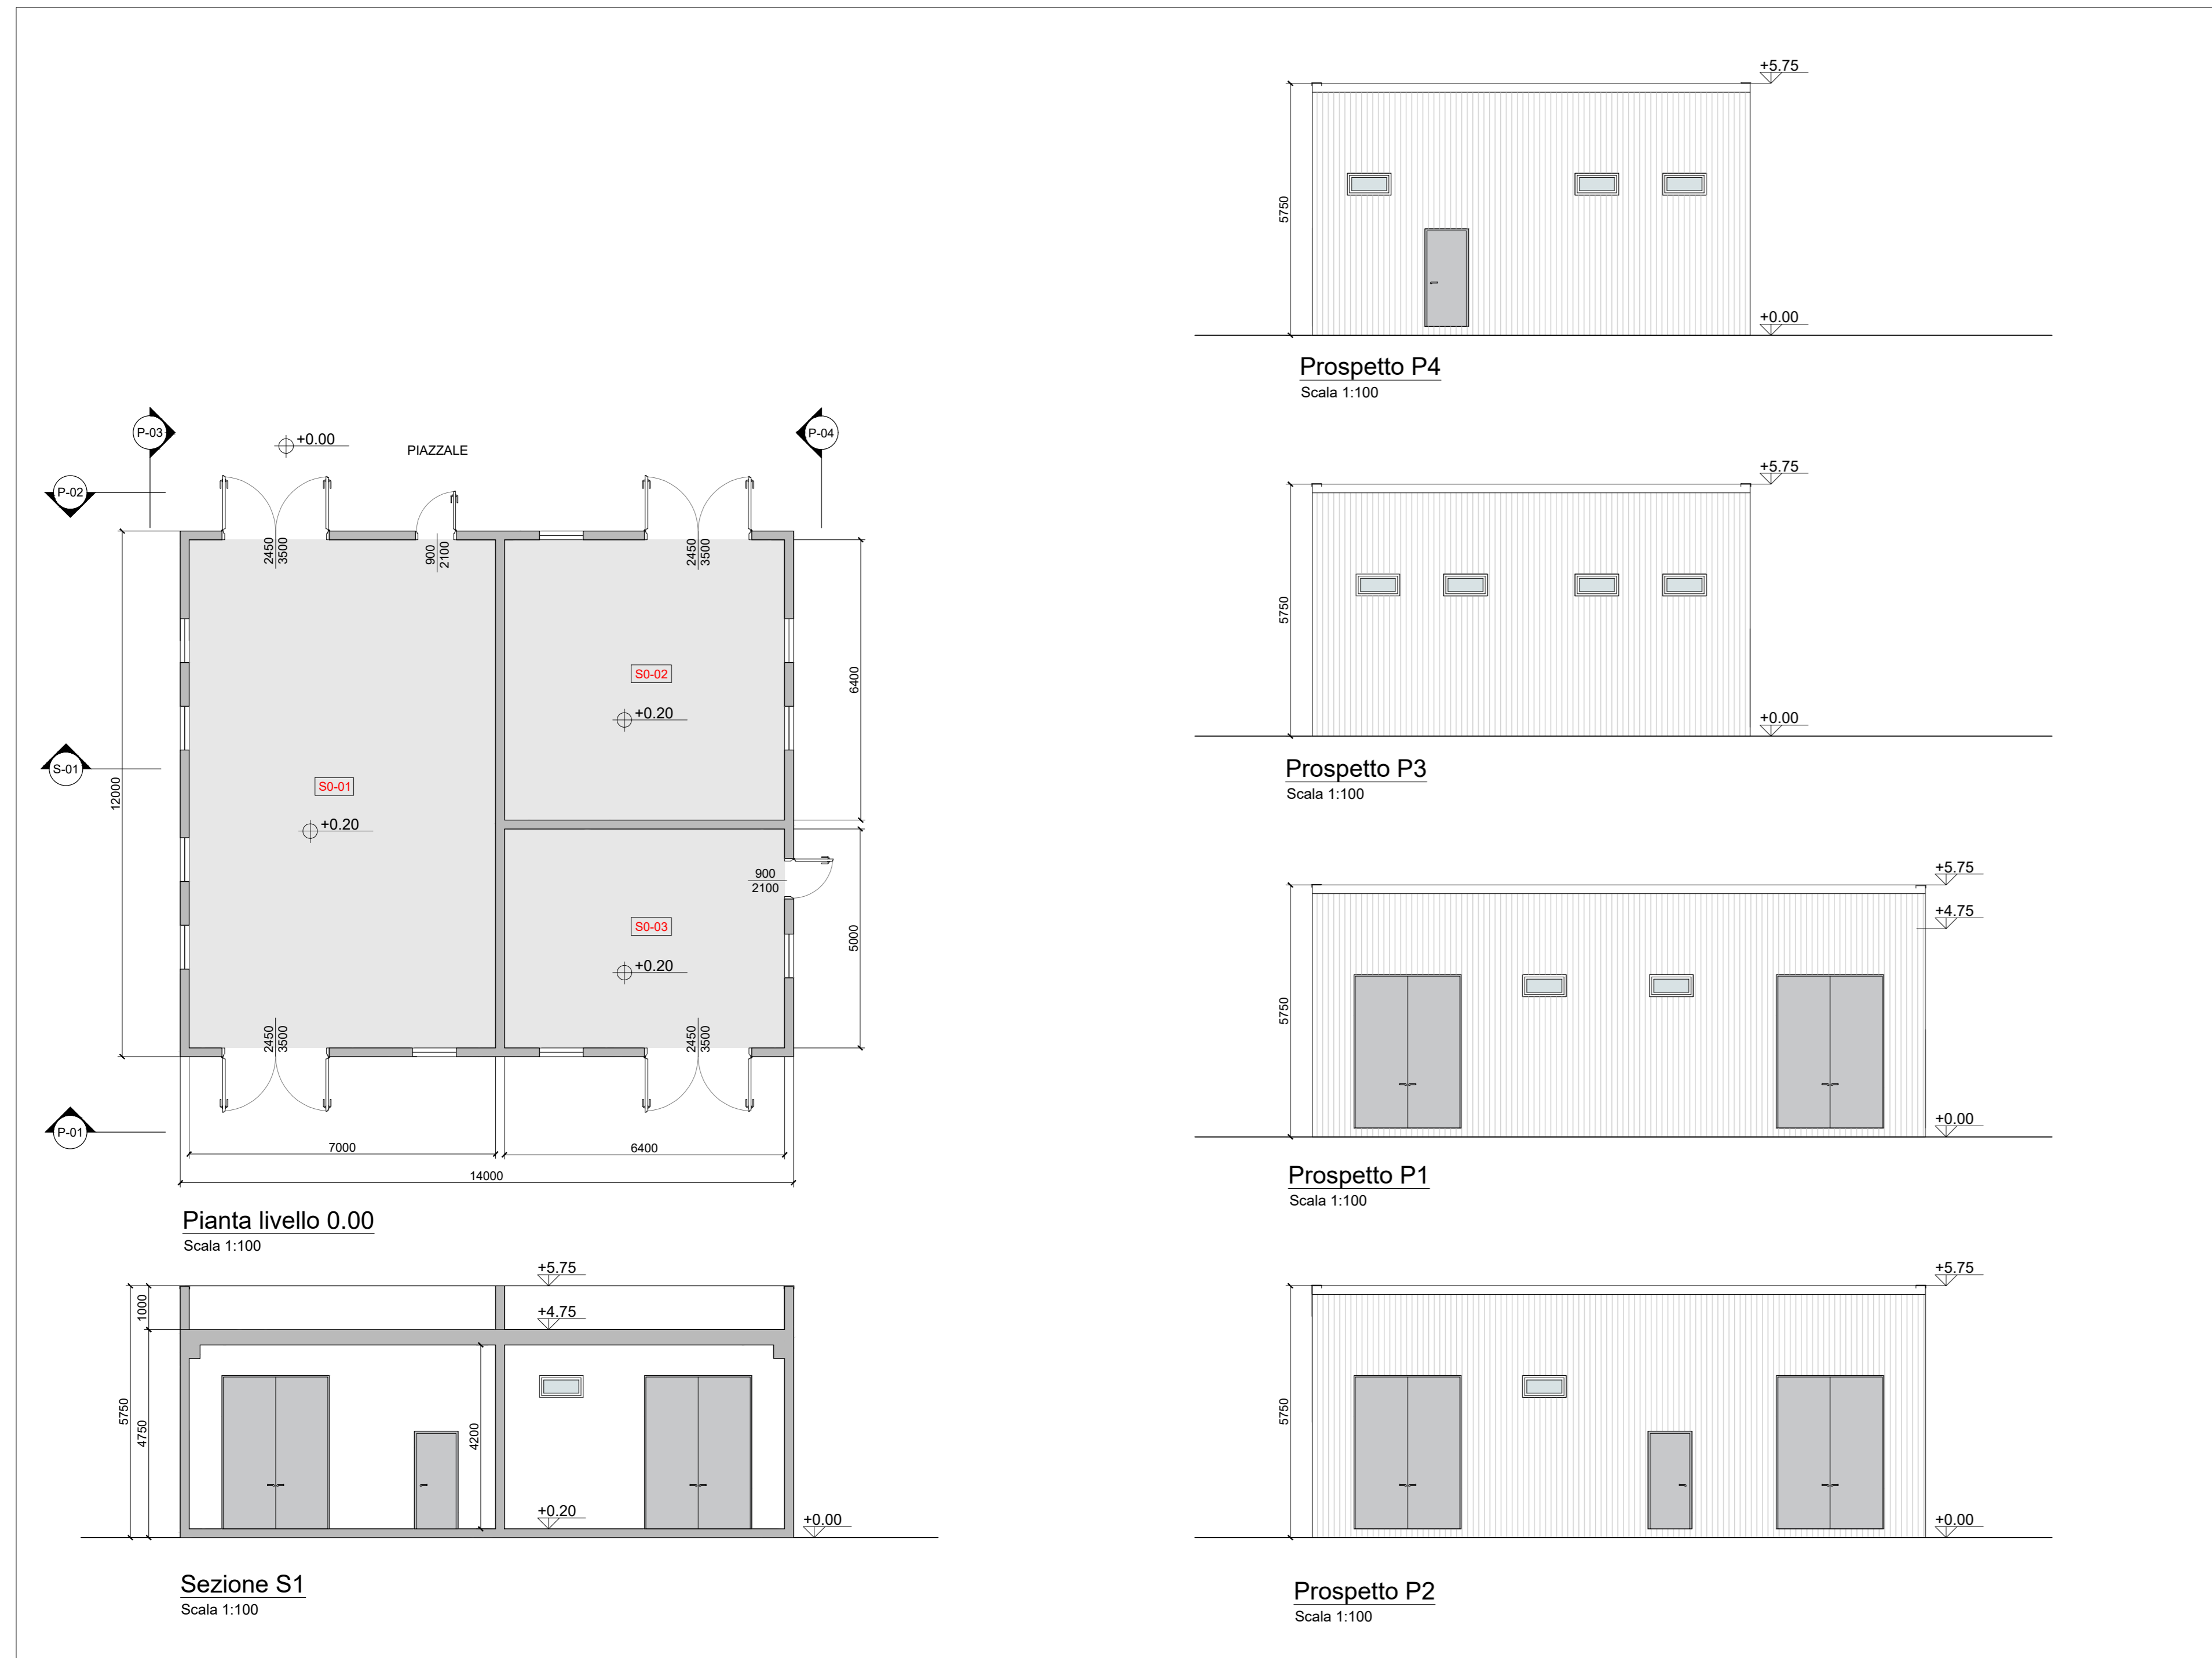 P-03
+0.00
PIAZZALE
P-04
P-02
2450
3500
900
2100
2450
3500
S0-02
+0.20
6400
S-01
12000
S0-01
+0.20
900
2100
S0-03
+0.20
5000
2450
3500
2450
3500
P-01
7000
6400
14000
Pianta livello 0.00
Scala 1:100
+5.75
1000
+4.75
5750
4750
4200
+0.20
+0.00
Sezione S1
Scala 1:100
+5.75
5750
+0.00
Prospetto P4
Scala 1:100
+5.75
5750
+0.00
Prospetto P3
Scala 1:100
+5.75
+4.75
5750
+0.00
Prospetto P1
Scala 1:100
+5.75
5750
+0.00
Prospetto P2
Scala 1:100